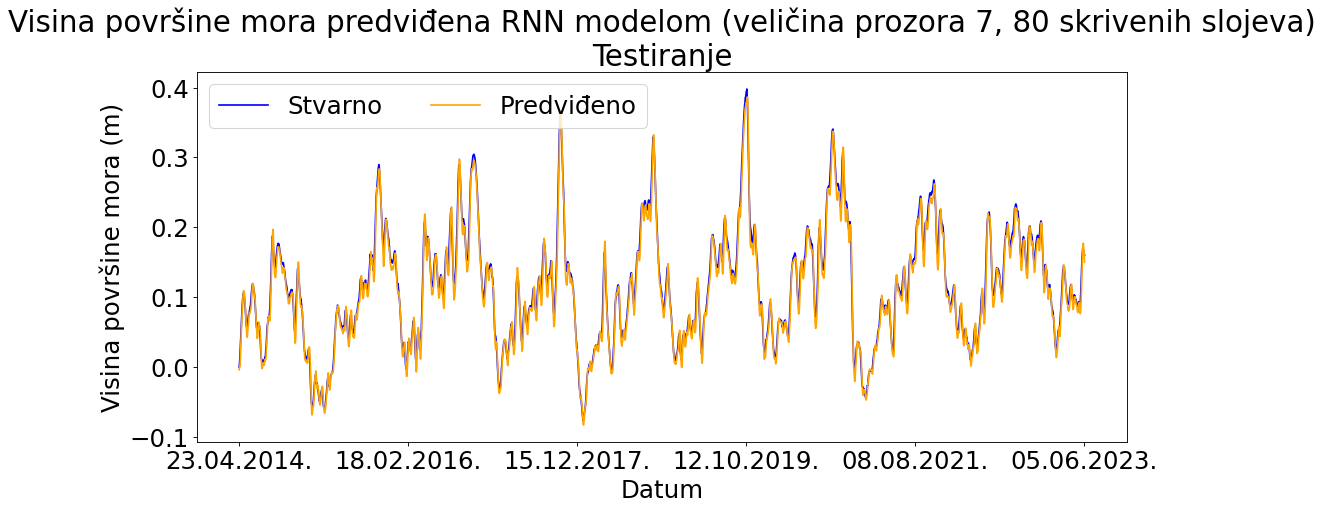 Visina površine mora predviđena RNN modelom (veličina prozora 7, 80 skrivenih slojeva)
Testiranje
Stvarno
Predviđeno
Visina površine mora (m)
0.4
0.3
0.2
0.1
0.0
−0.1
23.04.2014.
18.02.2016.
15.12.2017.
12.10.2019.
08.08.2021.
05.06.2023.
Datum